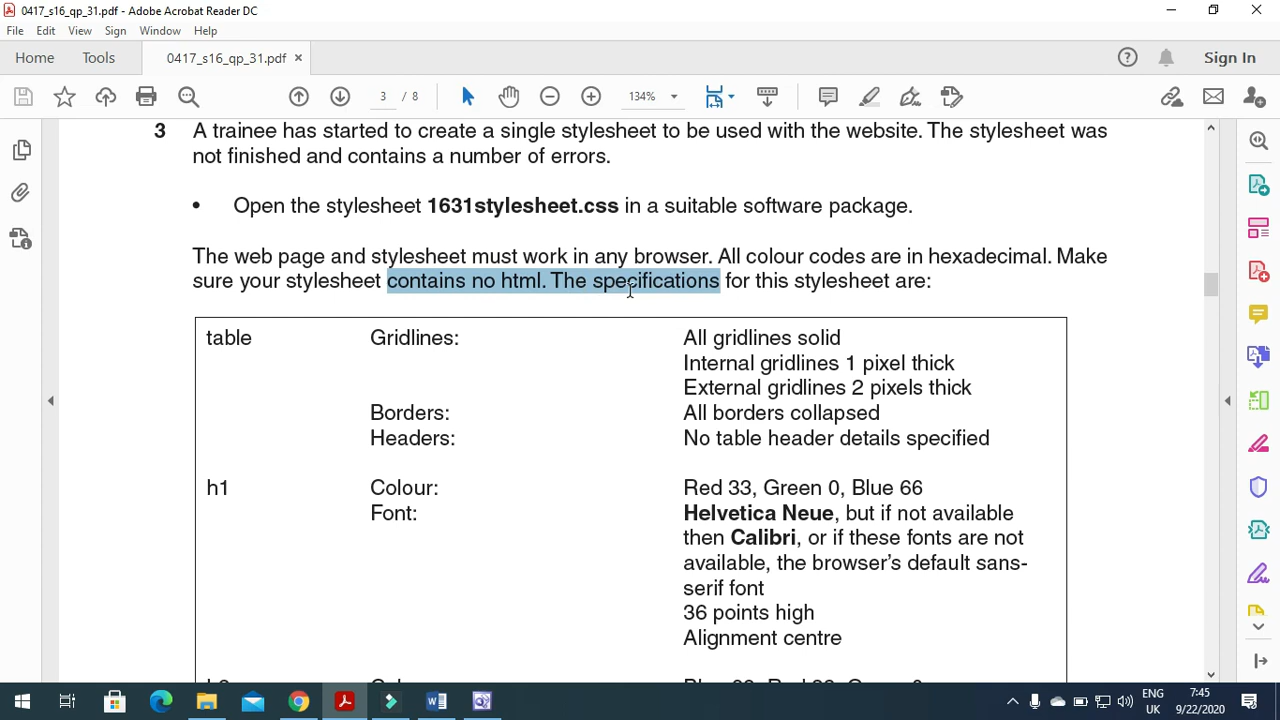 0417_s16_qp_31.pdf - Adobe Acrobat Reader DC
File Edit View Sign Window Help
Home Tools 0417_s16_qp_31.pdf × Sign In
3 / 8 134%
3 A trainee has started to create a single stylesheet to be used with the website. The stylesheet was
not finished and contains a number of errors.
• Open the stylesheet 1631stylesheet.css in a suitable software package.
The web page and stylesheet must work in any browser. All colour codes are in hexadecimal. Make
sure your stylesheet contains no html. The specifications for this stylesheet are:
table Gridlines: All gridlines solid
Internal gridlines 1 pixel thick
External gridlines 2 pixels thick
Borders: All borders collapsed
Headers: No table header details specified
h1 Colour: Red 33, Green 0, Blue 66
Font: Helvetica Neue, but if not available
then Calibri, or if these fonts are not
available, the browser's default sans-
serif font
36 points high
Alignment centre
ENG 7:45
UK 9/22/2020